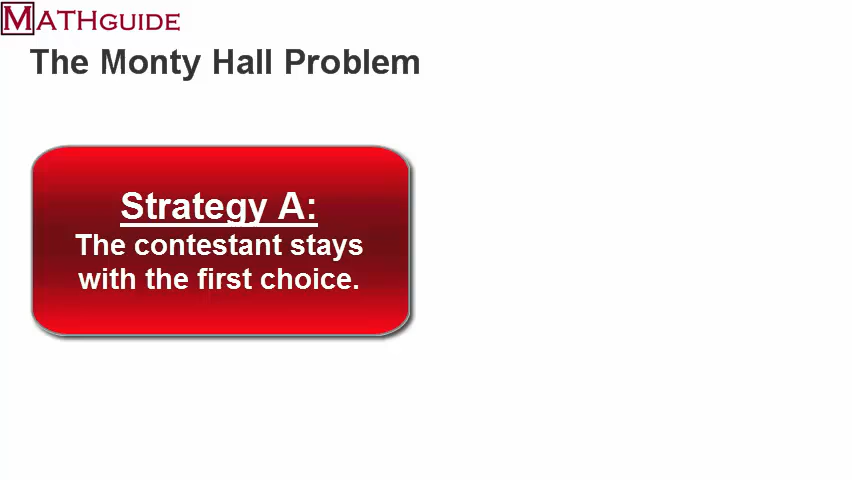 MATHGUIDE
The Monty Hall Problem
Strategy A:
The contestant stays
with the first choice.